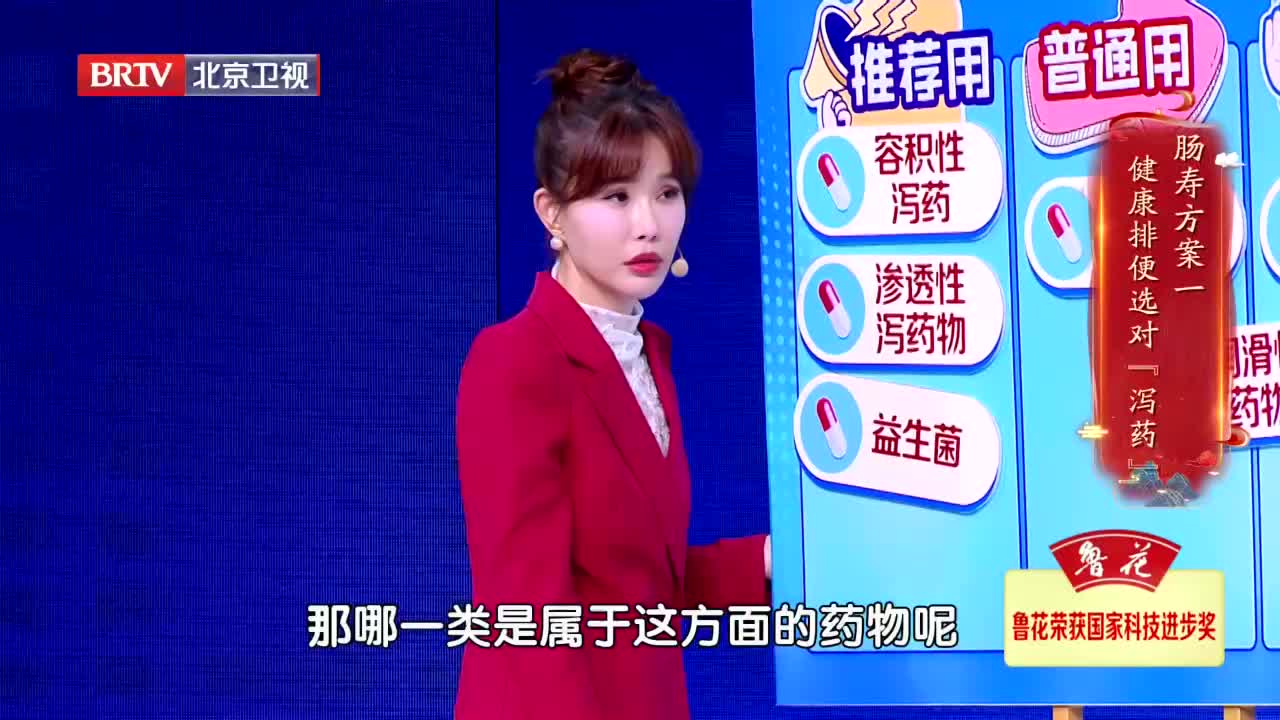 BRTV 北京卫视
推荐用
普通用
容积性
泻药
渗透性
泻药物
益生菌
滑
药物
肠寿方案一
健康排便选对『泻药』
鲁花
鲁花荣获国家科技进步奖
那哪一类是属于这方面的药物呢